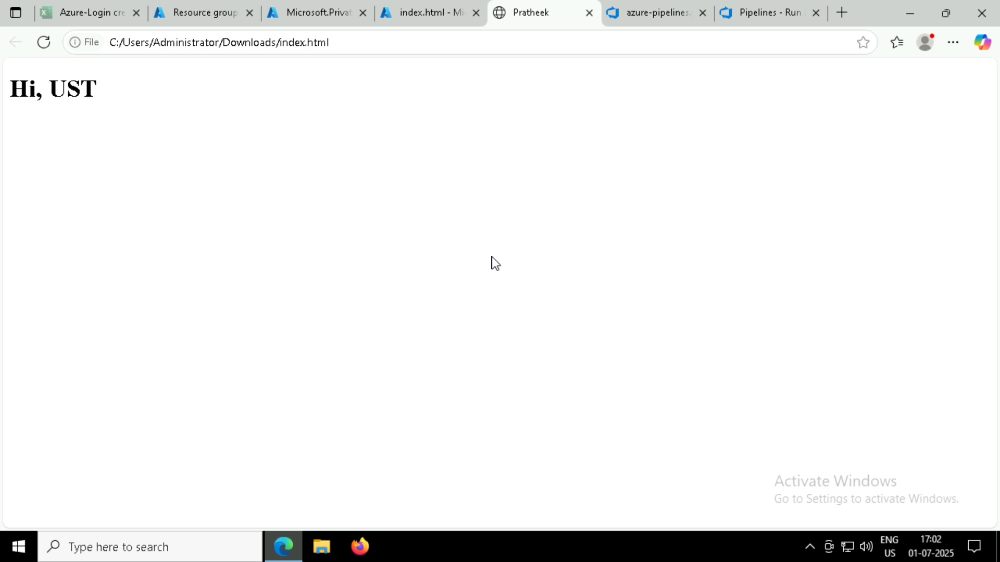 Azure-Login cre
Resource group
Microsoft.Privat
index.html - Mi
Pratheek
azure-pipelines.
Pipelines - Run
File
C:/Users/Administrator/Downloads/index.html
Hi, UST
Activate Windows
Go to Settings to activate Windows.
Type here to search
ENG
US
17:02
01-07-2025